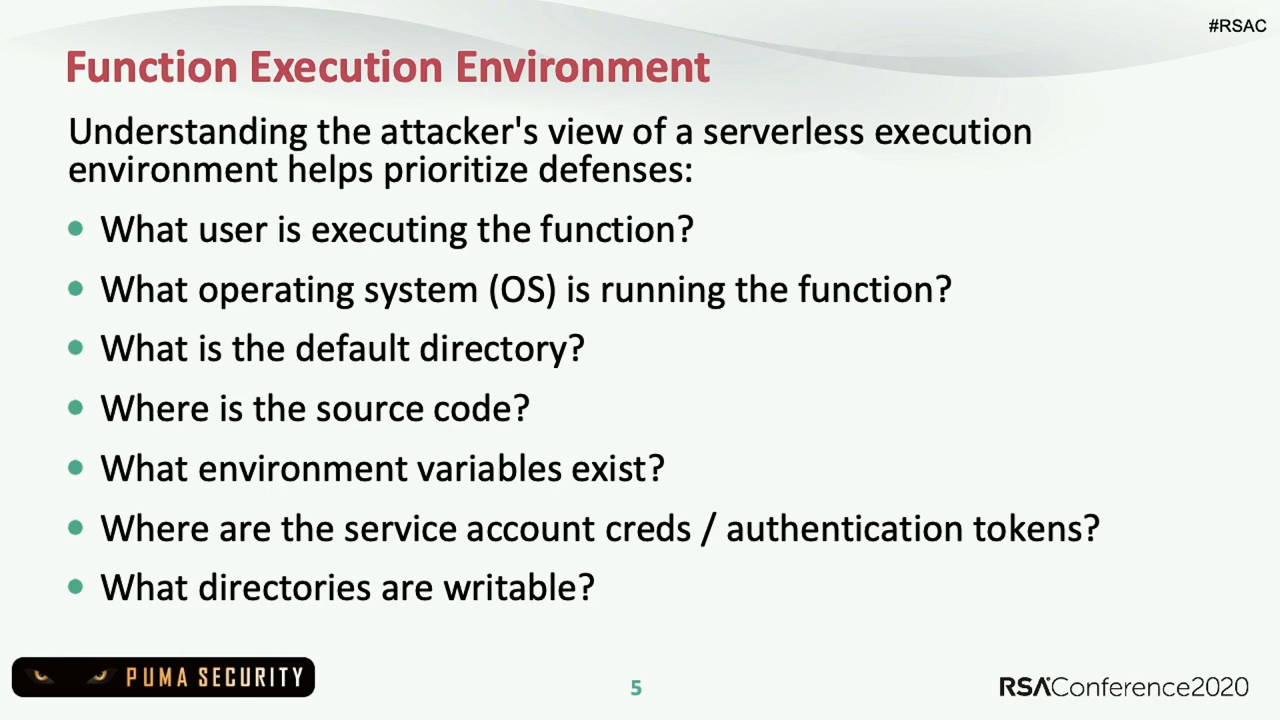 #RSAC
Function Execution Environment
Understanding the attacker's view of a serverless execution
environment helps prioritize defenses:
• What user is executing the function?
• What operating system (OS) is running the function?
• What is the default directory?
• Where is the source code?
• What environment variables exist?
• Where are the service account creds / authentication tokens?
• What directories are writable?
PUMA SECURITY
5
RSAConference2020